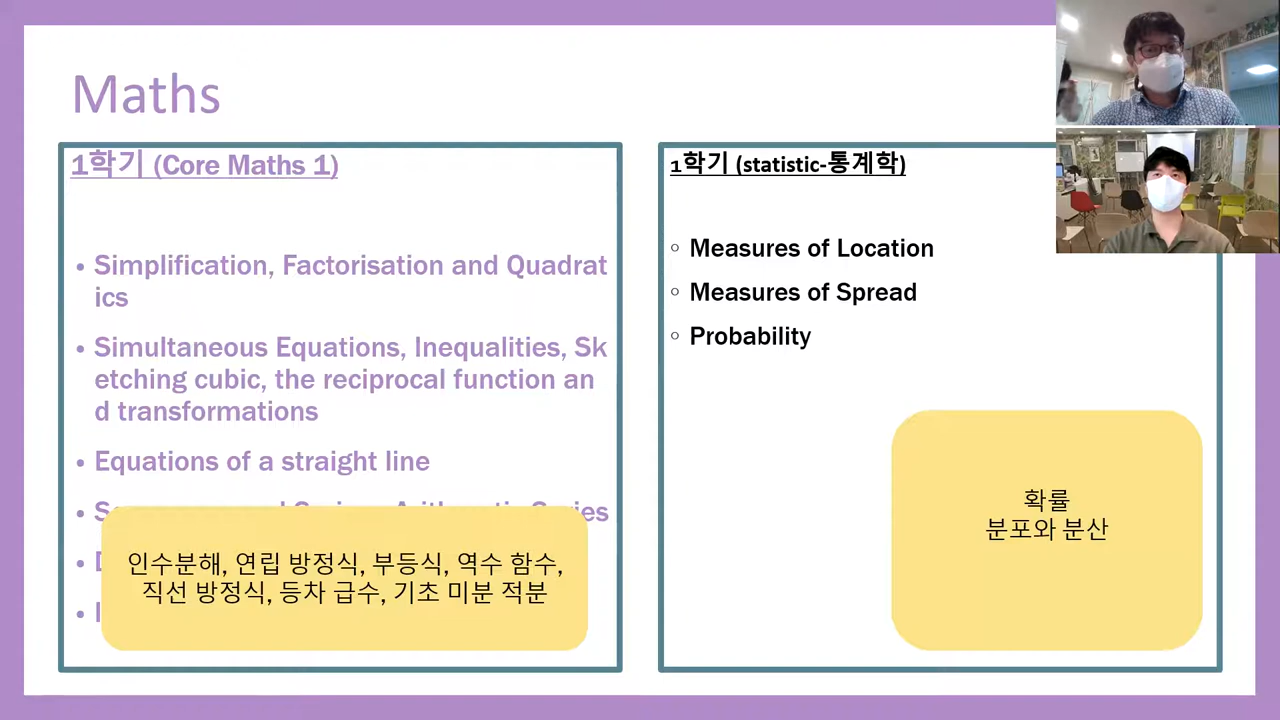 Maths
1학기 (Core Maths 1)
• Simplification, Factorisation and Quadrat
ics
• Simultaneous Equations, Inequalities, Sk
etching cubic, the reciprocal function an
d transformations
• Equations of a straight line
인수분해, 연립 방정식, 부등식, 역수 함수,
직선 방정식, 등차 급수, 기초 미분 적분
1학기 (statistic-통계학)
○ Measures of Location
○ Measures of Spread
○ Probability
확률
분포와 분산